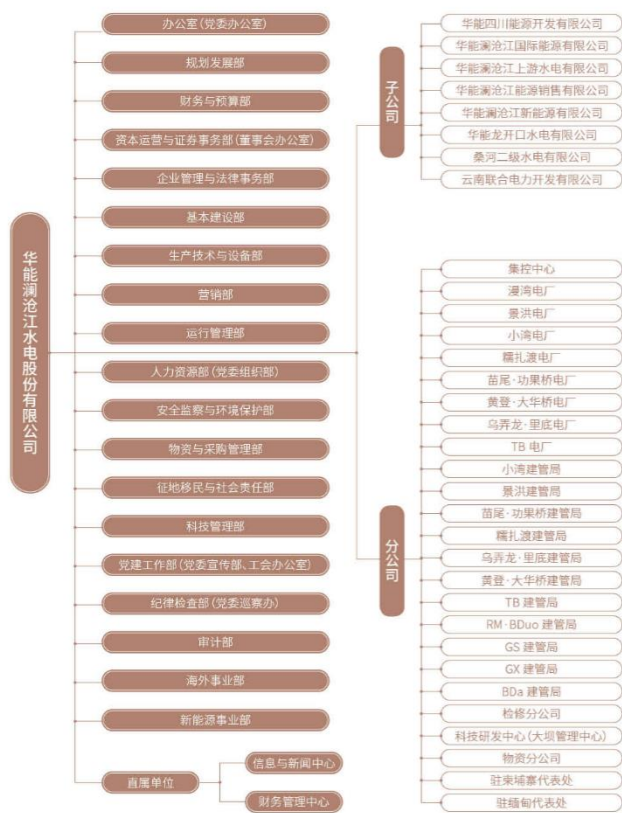 华能澜沧江水电股份有限公司
办公室(党委办公室)
规划发展部
财务与预算部
资本运营与证券事务部(董事会办公室)
企业管理与法律事务部
基本建设部
生产技术与设备部
营销部
运行管理部
人力资源部(党委组织部)
安全监察与环境保护部
物资与采购管理部
征地移民与社会责任部
科技管理部
党建工作部(党委宣传部、工会办公室)
纪律检查部(党委巡察办)
审计部
海外事业部
新能源事业部
直属单位
信息与新闻中心
财务管理中心
子公司
华能四川能源开发有限公司
华能澜沧江国际能源有限公司
华能澜沧江上游水电有限公司
华能澜沧江能源销售有限公司
华能澜沧江新能源有限公司
华能龙开口水电有限公司
桑河二级水电有限公司
云南联合电力开发有限公司
分公司
集控中心
漫湾电厂
景洪电厂
小湾电厂
糯扎渡电厂
苗尾·功果桥电厂
黄登·大华桥电厂
乌弄龙·里底电厂
TB 电厂
小湾建管局
景洪建管局
苗尾·功果桥建管局
糯扎渡建管局
乌弄龙·里底建管局
黄登·大华桥建管局
TB 建管局
RM·BDuo 建管局
GS 建管局
GX 建管局
BDa 建管局
检修分公司
科技研发中心(大坝管理中心)
物资分公司
驻柬埔寨代表处
驻缅甸代表处